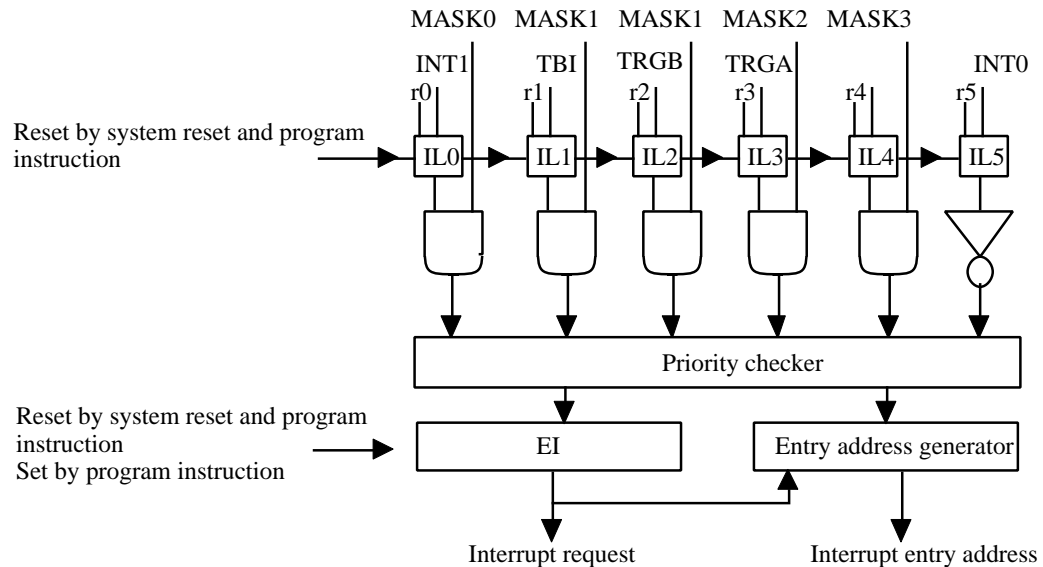 MASK0 MASK1 MASK1 MASK2 MASK3
INT1 TBI TRGB TRGA INT0
r0 r1 r2 r3 r4 r5
Reset by system reset and program
instruction
IL0 IL1 IL2 IL3 IL4 IL5
Priority checker
Reset by system reset and program
instruction
Set by program instruction
EI
Entry address generator
Interrupt request
Interrupt entry address